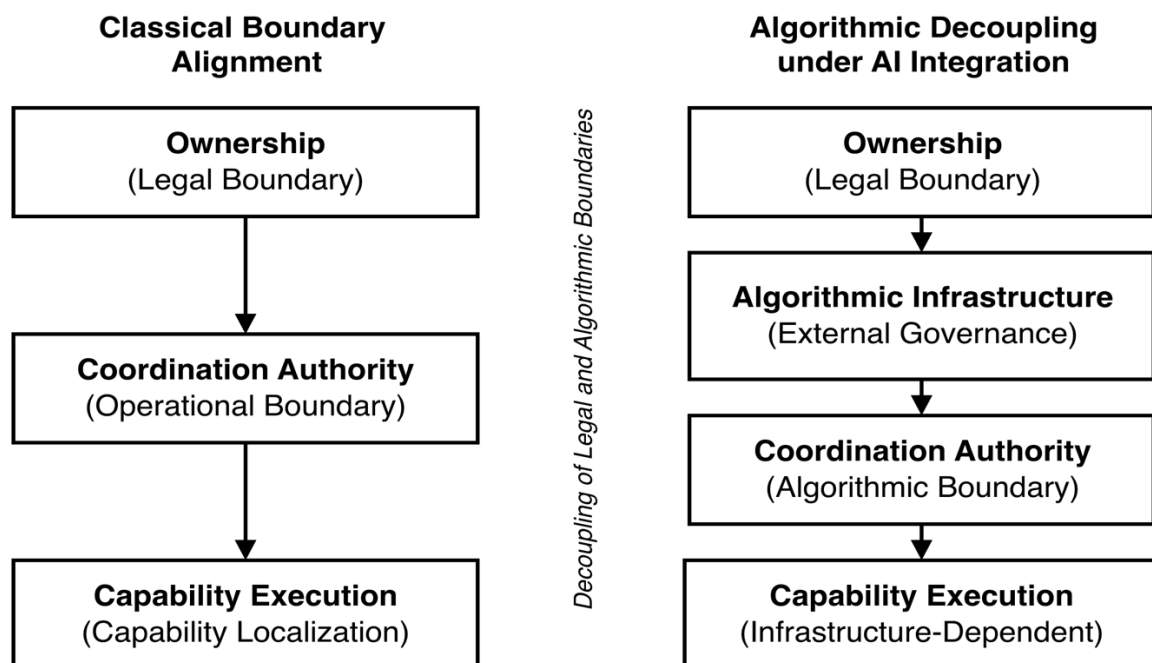 Classical Boundary
Alignment
Ownership
(Legal Boundary)
Coordination Authority
(Operational Boundary)
Capability Execution
(Capability Localization)
Decoupling of Legal and Algorithmic Boundaries
Algorithmic Decoupling
under AI Integration
Ownership
(Legal Boundary)
Algorithmic Infrastructure
(External Governance)
Coordination Authority
(Algorithmic Boundary)
Capability Execution
(Infrastructure-Dependent)